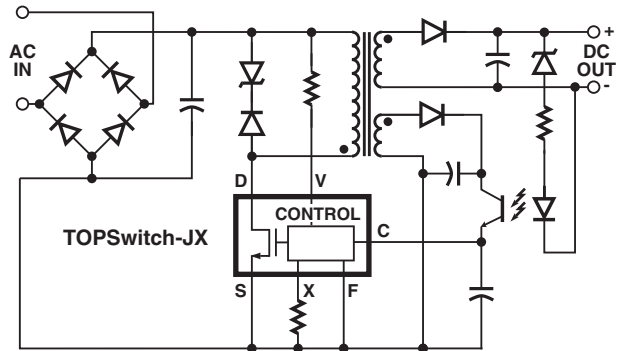 AC
IN
+
DC
OUT
-
D
V
CONTROL
C
TOPSwitch-JX
S
X
F